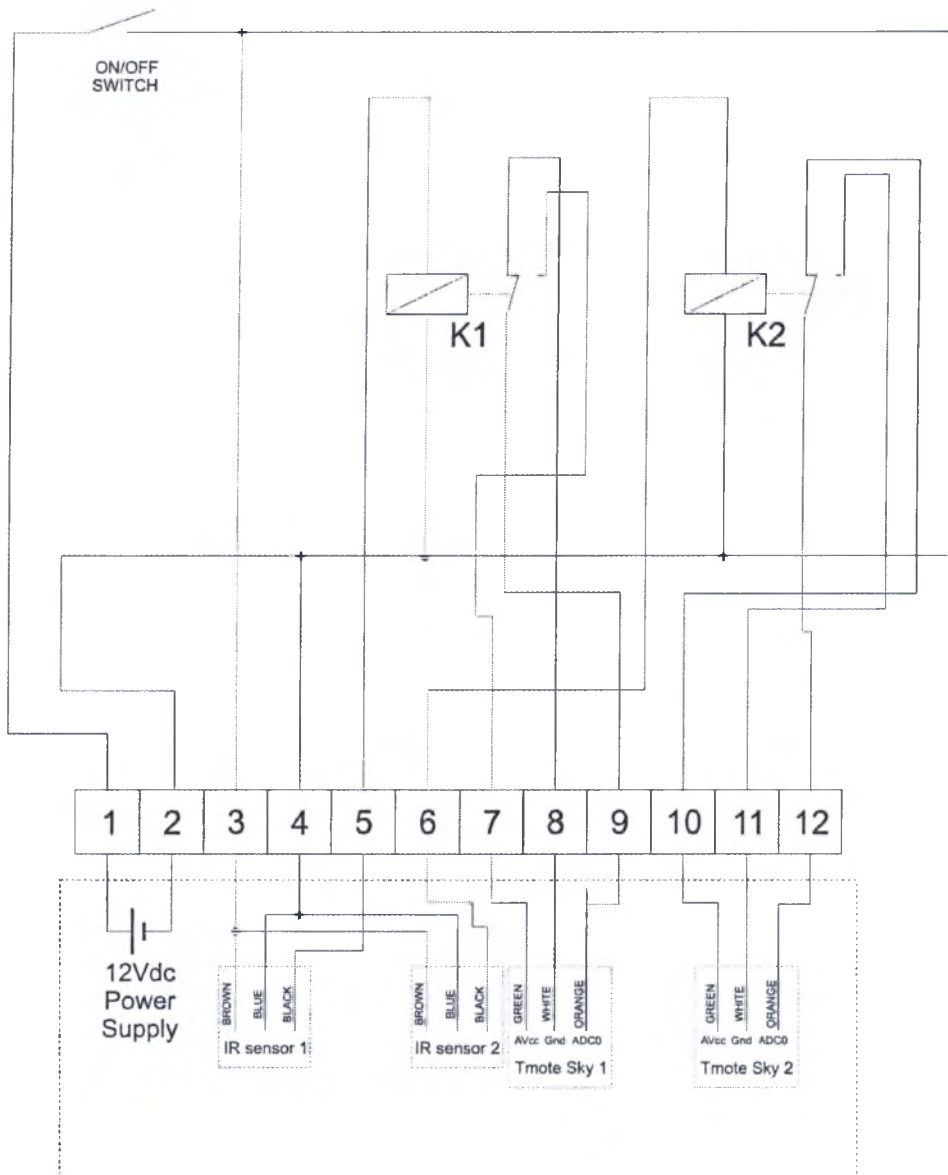 ON/OFF
SWITCH
K1
K2
1 2 3 4 5 6 7 8 9 10 11 12
12Vdc
Power
Supply
BROWN
BLUE
BLACK
IR sensor 1
BROWN
BLUE
BLACK
IR sensor 2
GREEN
WHITE
ORANGE
AVcc Gnd ADC0
Tmote Sky 1
GREEN
WHITE
ORANGE
AVcc Gnd ADC0
Tmote Sky 2